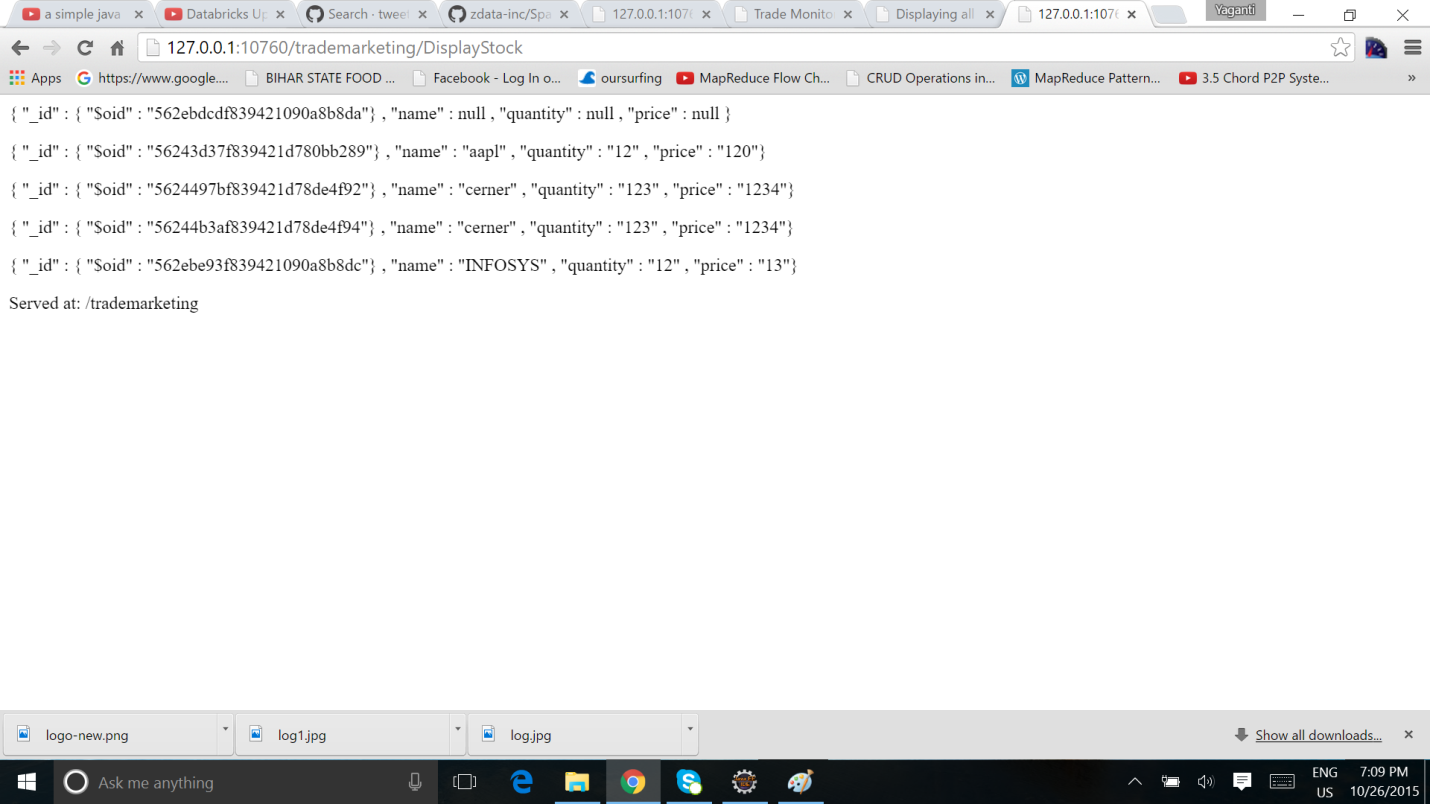 a simple java
Databricks Up
Search · tweet
zdata-inc/Spa
127.0.0.1:1076
Trade Monito
Displaying all
127.0.0.1:1076
Yaganti
127.0.0.1:10760/trademarketing/DisplayStock
Apps
https://www.google....
BIHAR STATE FOOD ...
Facebook - Log In o...
oursurfing
MapReduce Flow Ch...
CRUD Operations in...
MapReduce Pattern...
3.5 Chord P2P Syste...
»
{ "_id" : { "$oid" : "562ebdcdf839421090a8b8da"} , "name" : null , "quantity" : null , "price" : null }
{ "_id" : { "$oid" : "56243d37f839421d780bb289"} , "name" : "aapl" , "quantity" : "12" , "price" : "120"}
{ "_id" : { "$oid" : "5624497bf839421d78de4f92"} , "name" : "cerner" , "quantity" : "123" , "price" : "1234"}
{ "_id" : { "$oid" : "56244b3af839421d78de4f94"} , "name" : "cerner" , "quantity" : "123" , "price" : "1234"}
{ "_id" : { "$oid" : "562ebe93f839421090a8b8dc"} , "name" : "INFOSYS" , "quantity" : "12" , "price" : "13"}
Served at: /trademarketing
logo-new.png
log1.jpg
log.jpg
Show all downloads...
Ask me anything
ENG
US
7:09 PM
10/26/2015